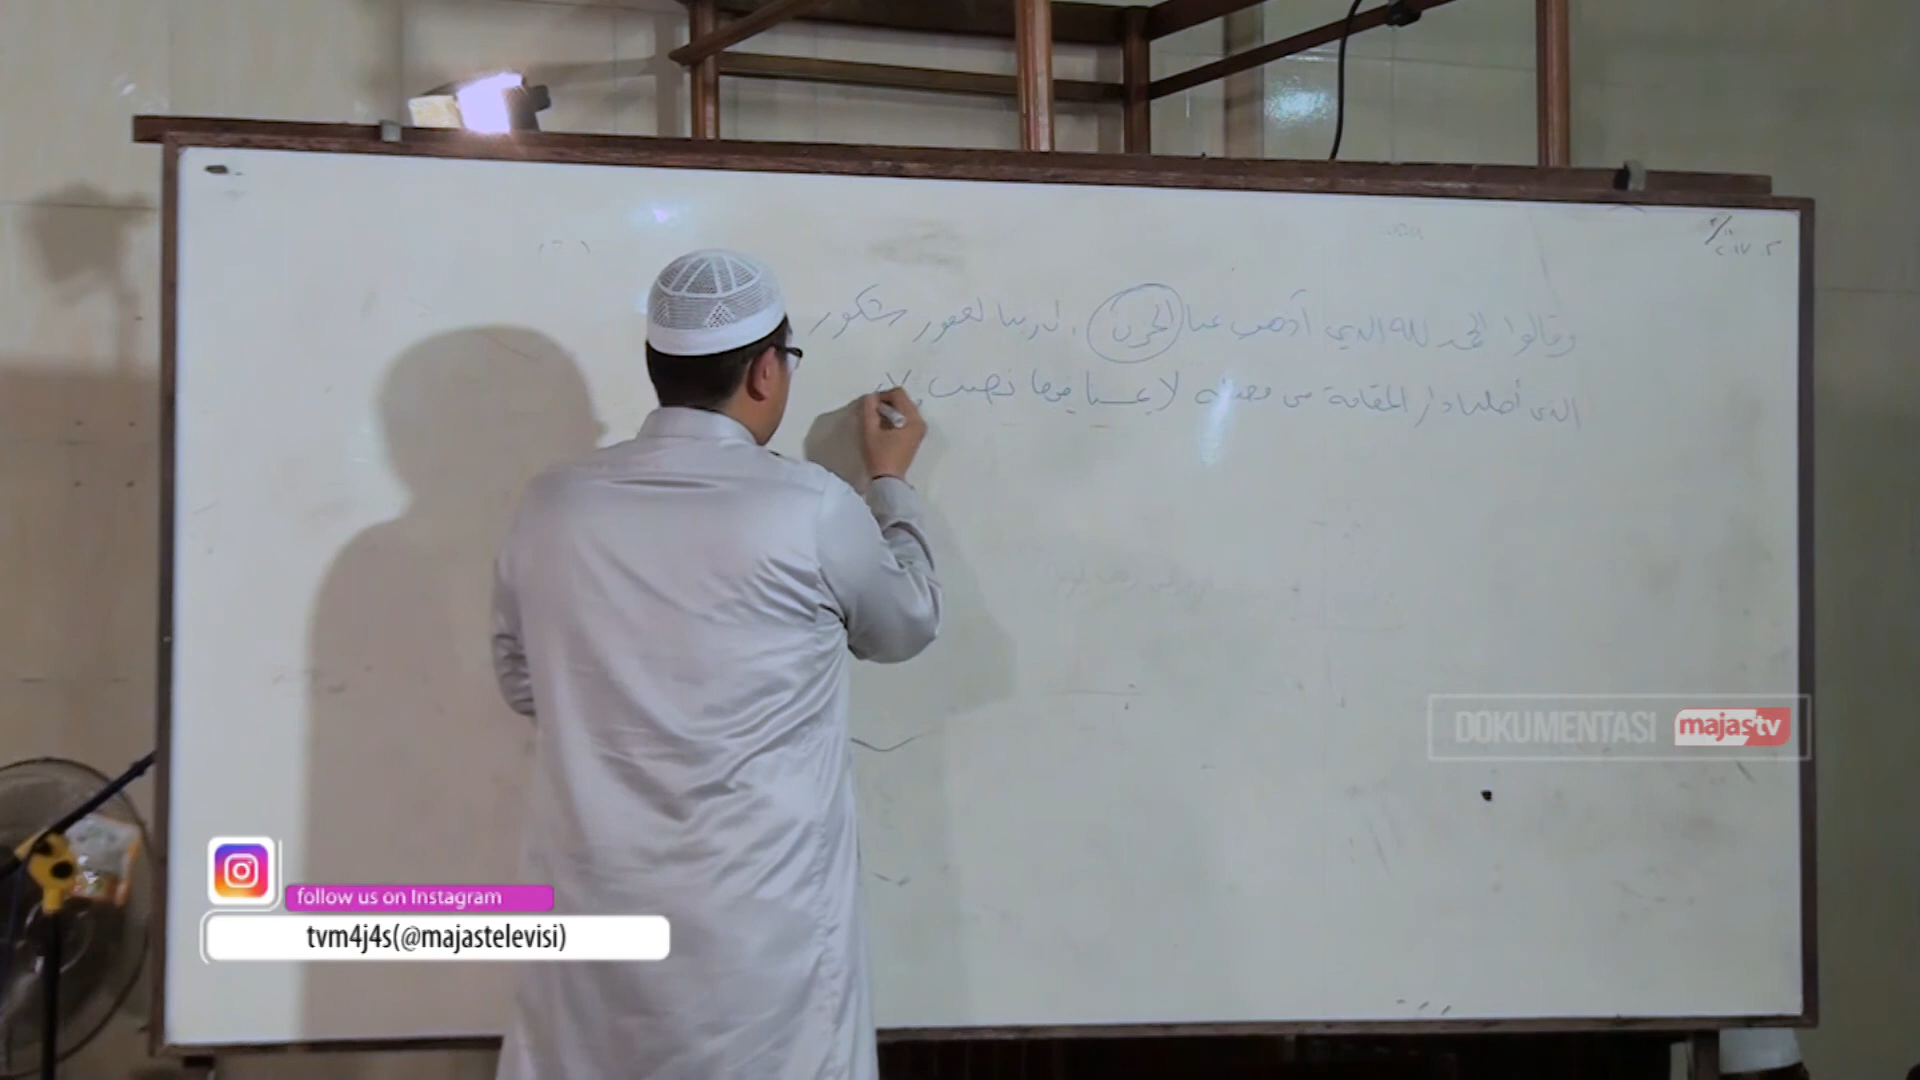 وقالوا الحمد لله الذي أذهب عنا الحزن إن ربنا لغفور شكور
الذي أحلنا دار المقامة من فضله لا يمسنا فيها نصب ولا
DOKUMENTASI majastv
follow us on Instagram
tvm4j4s(@majastelevisi)